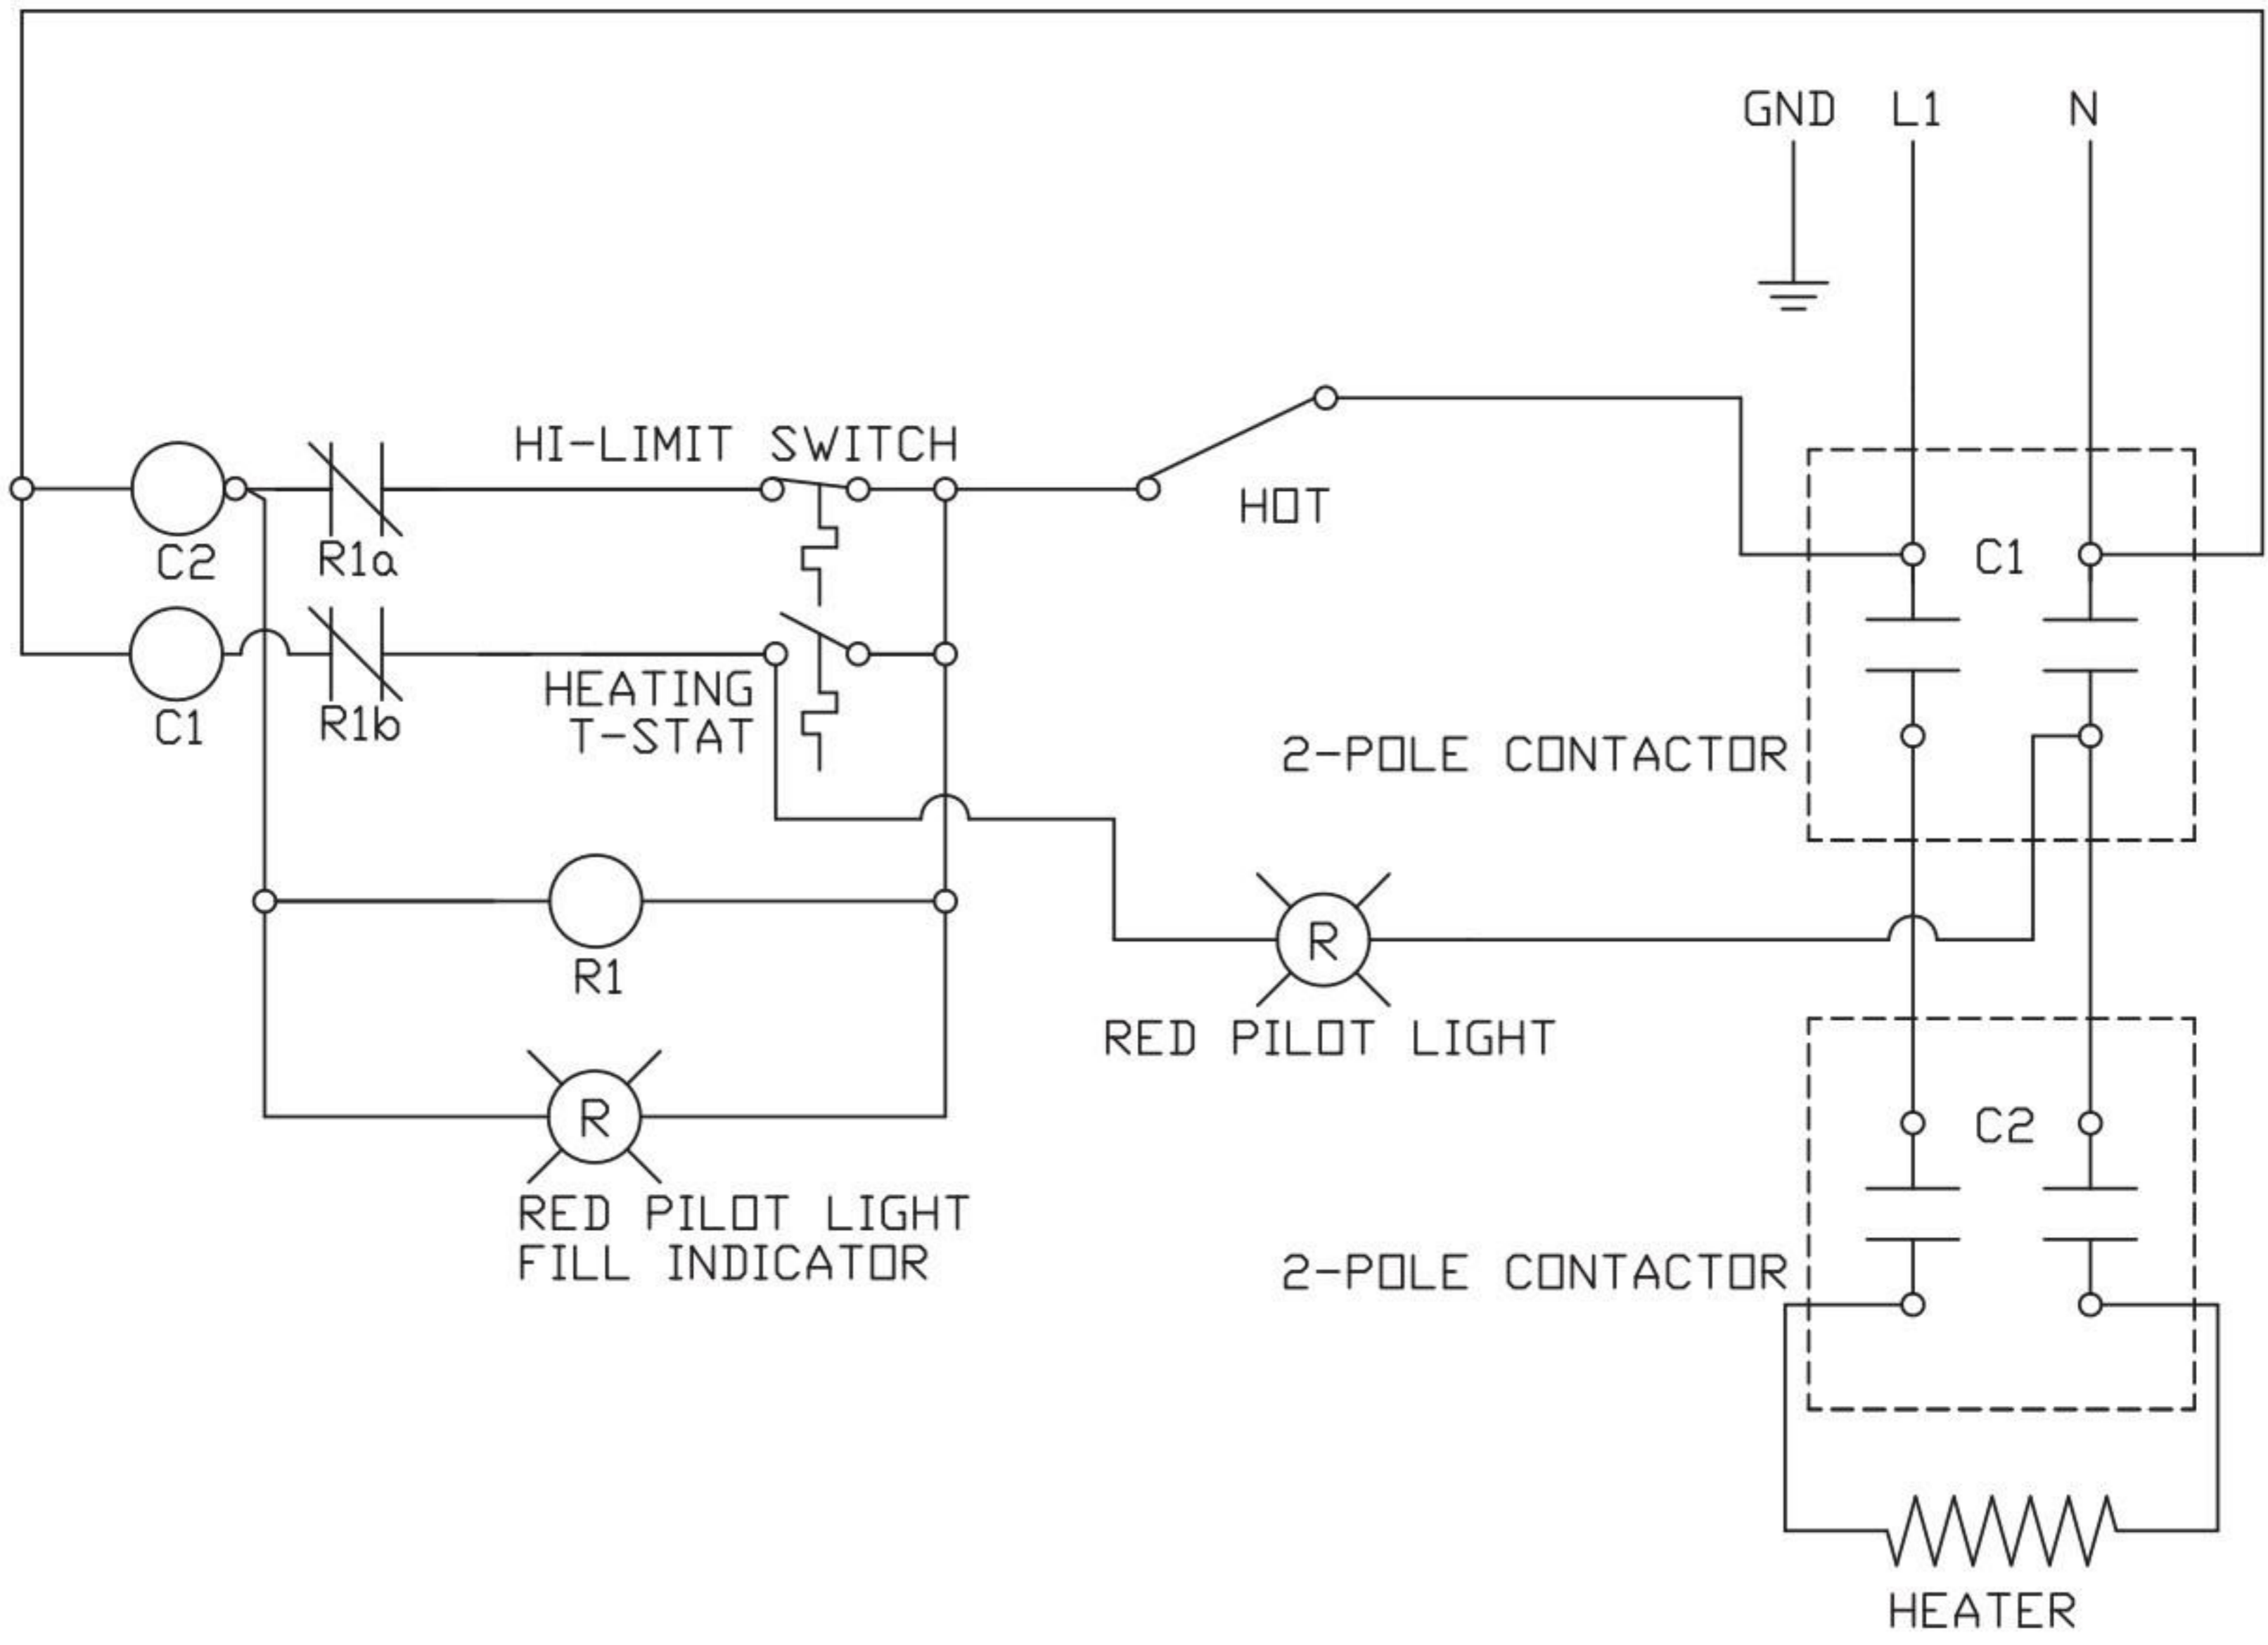 GND L1 N
HI-LIMIT SWITCH
HOT
C2
R1a
C1
HEATING
T-STAT
C1
R1b
2-POLE CONTACTOR
R
R1
RED PILOT LIGHT
R
C2
RED PILOT LIGHT
FILL INDICATOR
2-POLE CONTACTOR
HEATER